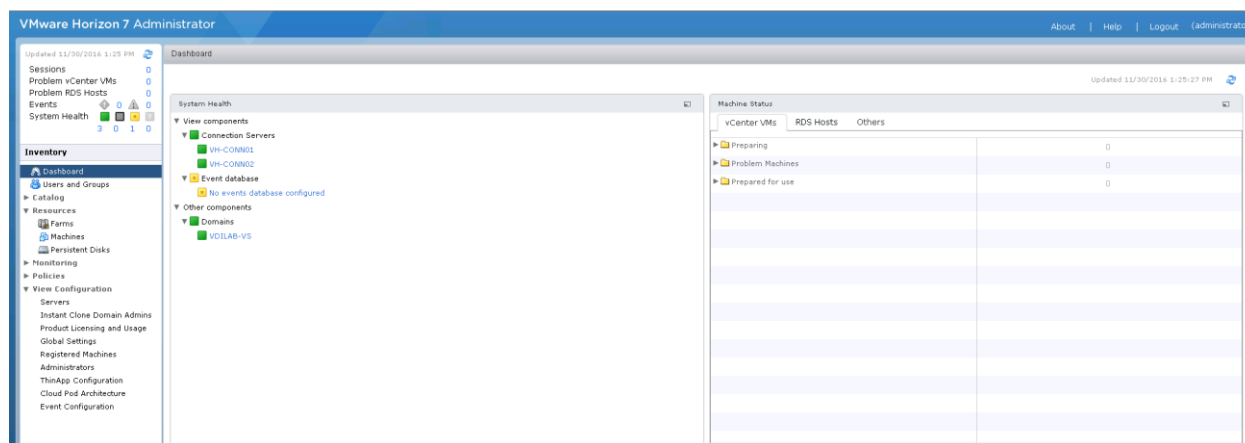 VMware Horizon 7 Administrator
About | Help | Logout (administrato
Updated 11/30/2016 1:25 PM
Sessions 0
Problem vCenter VMs 0
Problem RDS Hosts 0
Events 0 0
System Health
3 0 1 0
Inventory
Dashboard
Users and Groups
Catalog
Resources
Farms
Machines
Persistent Disks
Monitoring
Policies
View Configuration
Servers
Instant Clone Domain Admins
Product Licensing and Usage
Global Settings
Registered Machines
Administrators
ThinApp Configuration
Cloud Pod Architecture
Event Configuration
Dashboard
Updated 11/30/2016 1:25:27 PM
System Health
View components
Connection Servers
VH-CONN01
VH-CONN02
Event database
No events database configured
Other components
Domains
VDILAB-VS
Machine Status
vCenter VMs RDS Hosts Others
Preparing 0
Problem Machines 0
Prepared for use 0